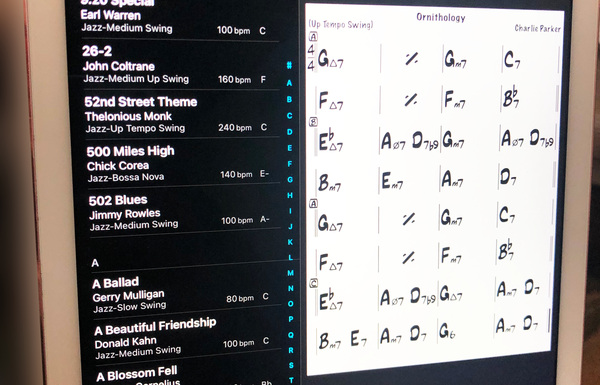 9:20 Special
Earl Warren
Jazz-Medium Swing 100 bpm C
26-2
John Coltrane
Jazz-Medium Up Swing 160 bpm F
52nd Street Theme
Thelonious Monk
Jazz-Up Tempo Swing 240 bpm C
500 Miles High
Chick Corea
Jazz-Bossa Nova 140 bpm E-
502 Blues
Jimmy Rowles
Jazz-Medium Swing 100 bpm A-
A
A Ballad
Gerry Mulligan
Jazz-Slow Swing 80 bpm C
A Beautiful Friendship
Donald Kahn
Jazz-Medium Swing 100 bpm C
A Blossom Fell
Cornelius Bb
#
A
B
C
D
E
F
G
H
I
J
K
L
M
N
O
P
Q
R
S
T
Ornithology
(Up Tempo Swing) Charlie Parker
A
4/4 G△7 𝄎 Gm7 C7
F△7 𝄎 Fm7 B♭7
B
E♭△7 Aø7 D7♭9 Gm7 Aø7 D7♭9
Bm7 Em7 Am7 D7
A
G△7 𝄎 Gm7 C7
F△7 𝄎 Fm7 B♭7
C
E♭△7 Aø7 D7♭9 G△7 Am7 D7
Bm7 E7 Am7 D7 G6 Am7 D7